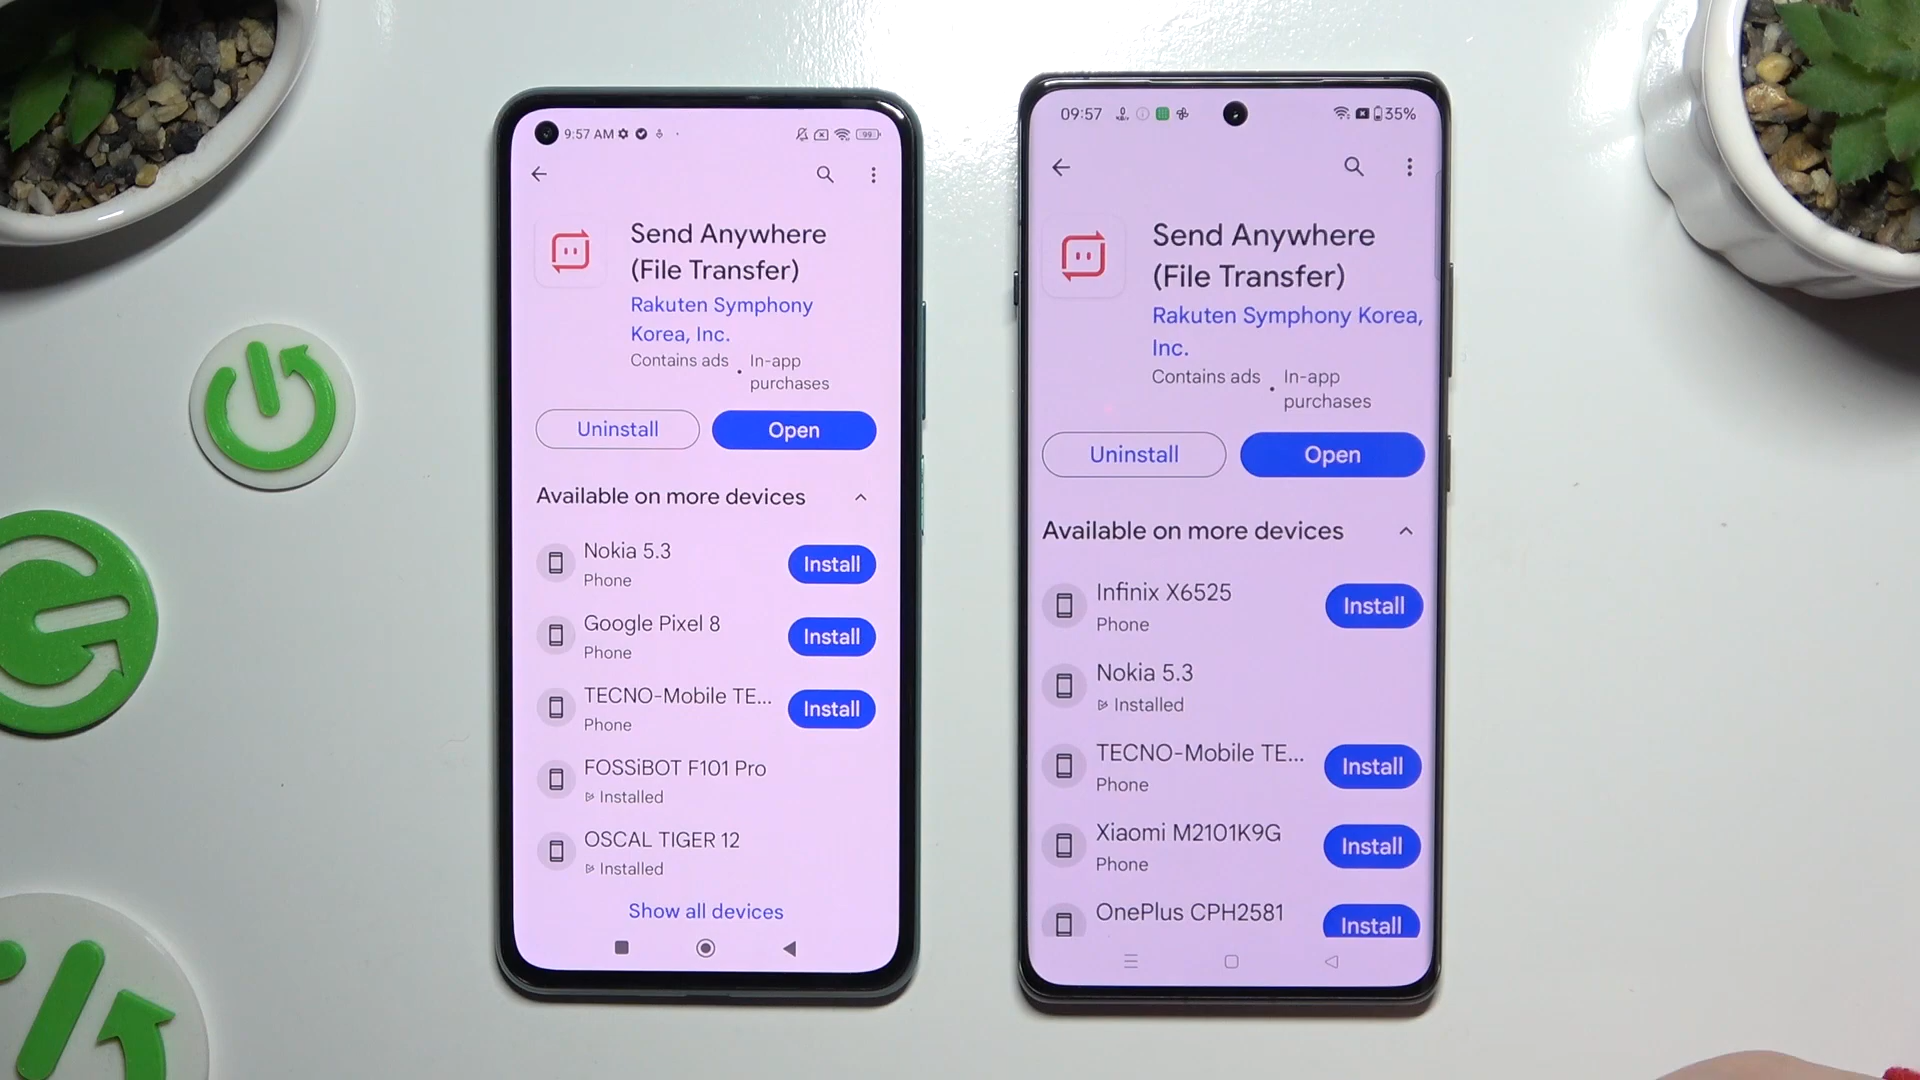 9:57 AM
99
Send Anywhere
(File Transfer)
Rakuten Symphony
Korea, Inc.
Contains ads · In-app
purchases
Uninstall
Open
Available on more devices
Nokia 5.3
Phone
Install
Google Pixel 8
Phone
Install
TECNO-Mobile TE...
Phone
Install
FOSSiBOT F101 Pro
Installed
OSCAL TIGER 12
Installed
Show all devices
09:57
35%
Send Anywhere
(File Transfer)
Rakuten Symphony Korea,
Inc.
Contains ads · In-app
purchases
Uninstall
Open
Available on more devices
Infinix X6525
Phone
Install
Nokia 5.3
Installed
TECNO-Mobile TE...
Phone
Install
Xiaomi M2101K9G
Phone
Install
OnePlus CPH2581
Install